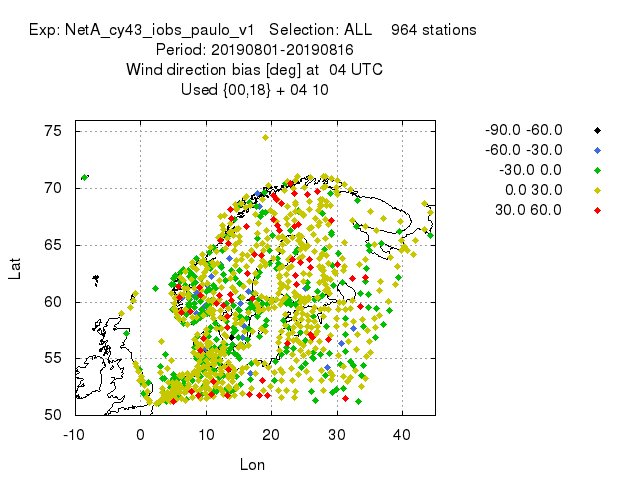 Exp: NetA_cy43_iobs_paulo_v1   Selection: ALL    964 stations
Period: 20190801-20190816
Wind direction bias [deg] at  04 UTC
Used {00,18} + 04 10
-90.0 -60.0
-60.0 -30.0
-30.0 0.0
0.0 30.0
30.0 60.0
75
70
65
60
55
50
Lat
-10 0 10 20 30 40
Lon